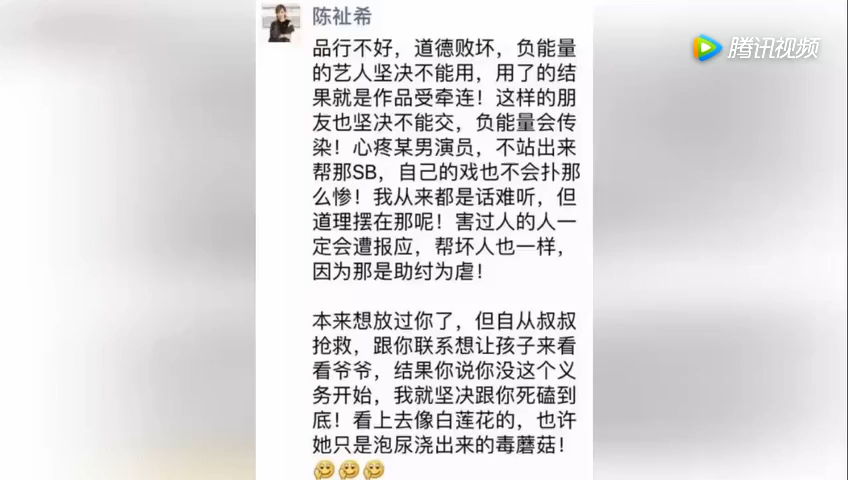 陈祉希
腾讯视频
品行不好，道德败坏，负能量
的艺人坚决不能用，用了的结
果就是作品受牵连！这样的朋
友也坚决不能交，负能量会传
染！心疼某男演员，不站出来
帮那SB，自己的戏也不会扑那
么惨！我从来都是话难听，但
道理摆在那呢！害过人的人一
定会遭报应，帮坏人也一样，
因为那是助纣为虐！
本来想放过你了，但自从叔叔
抢救，跟你联系想让孩子来看
看爷爷，结果你说你没这个义
务开始，我就坚决跟你死磕到
底！看上去像白莲花的，也许
她只是泡尿浇出来的毒蘑菇！